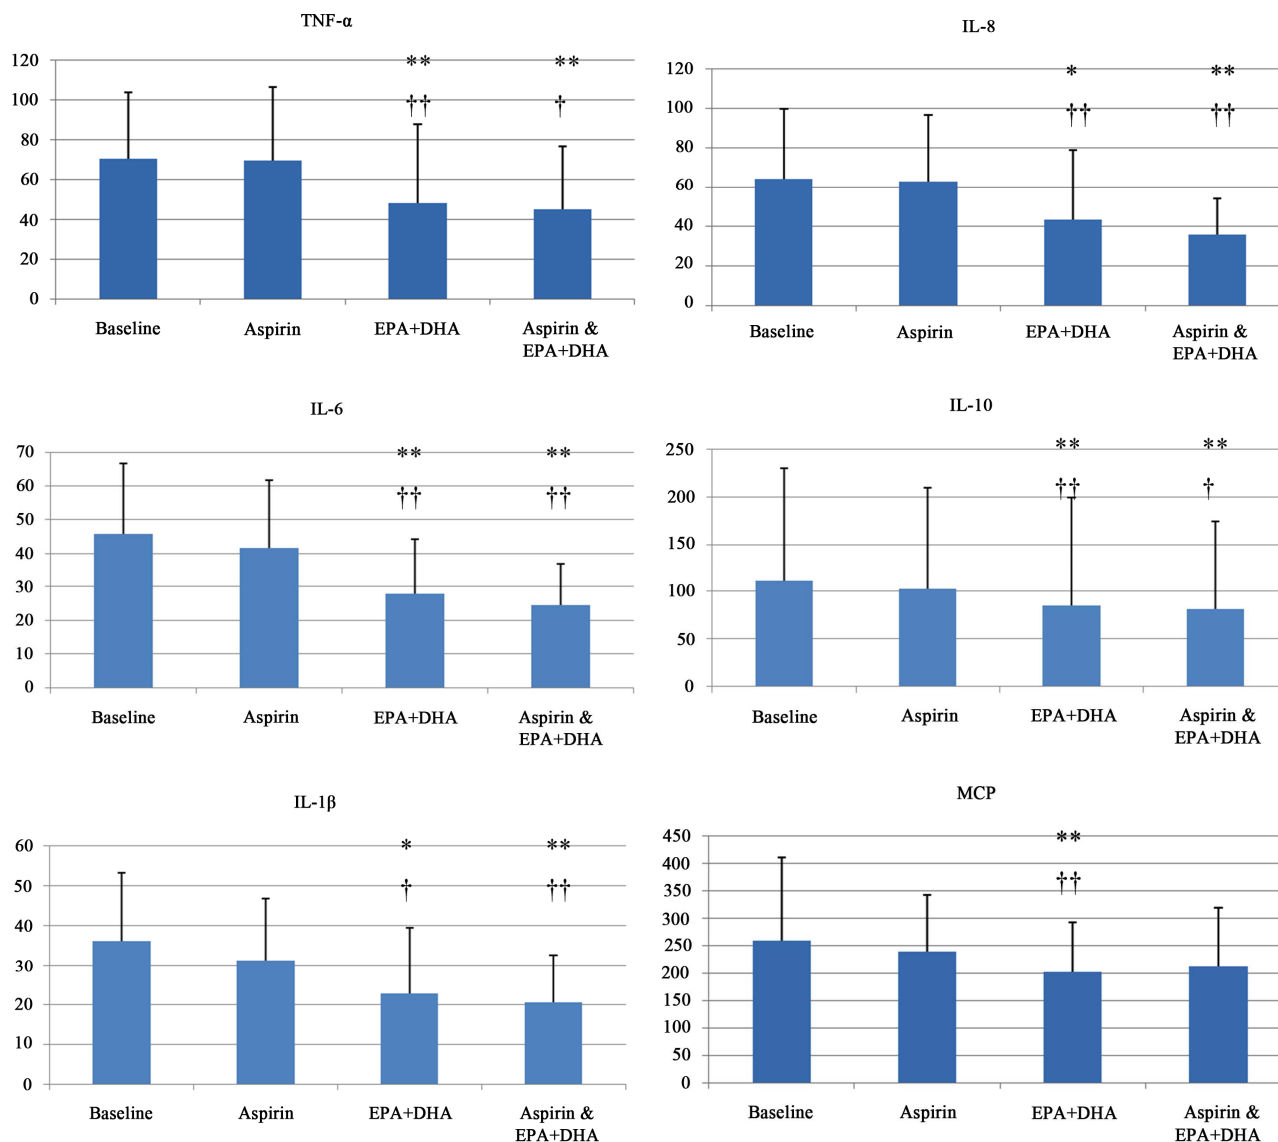 TNF-α
120
100
80
60
40
20
0
**
**
††
†
Baseline
Aspirin
EPA+DHA
Aspirin &
EPA+DHA
IL-8
120
100
80
60
40
20
0
*
**
††
††
Baseline
Aspirin
EPA+DHA
Aspirin &
EPA+DHA
IL-6
70
60
50
40
30
20
10
0
**
**
††
††
Baseline
Aspirin
EPA+DHA
Aspirin &
EPA+DHA
IL-10
250
200
150
100
50
0
**
**
††
†
Baseline
Aspirin
EPA+DHA
Aspirin &
EPA+DHA
IL-1β
60
50
40
30
20
10
0
*
**
†
††
Baseline
Aspirin
EPA+DHA
Aspirin &
EPA+DHA
MCP
450
400
350
300
250
200
150
100
50
0
**
††
Baseline
Aspirin
EPA+DHA
Aspirin &
EPA+DHA